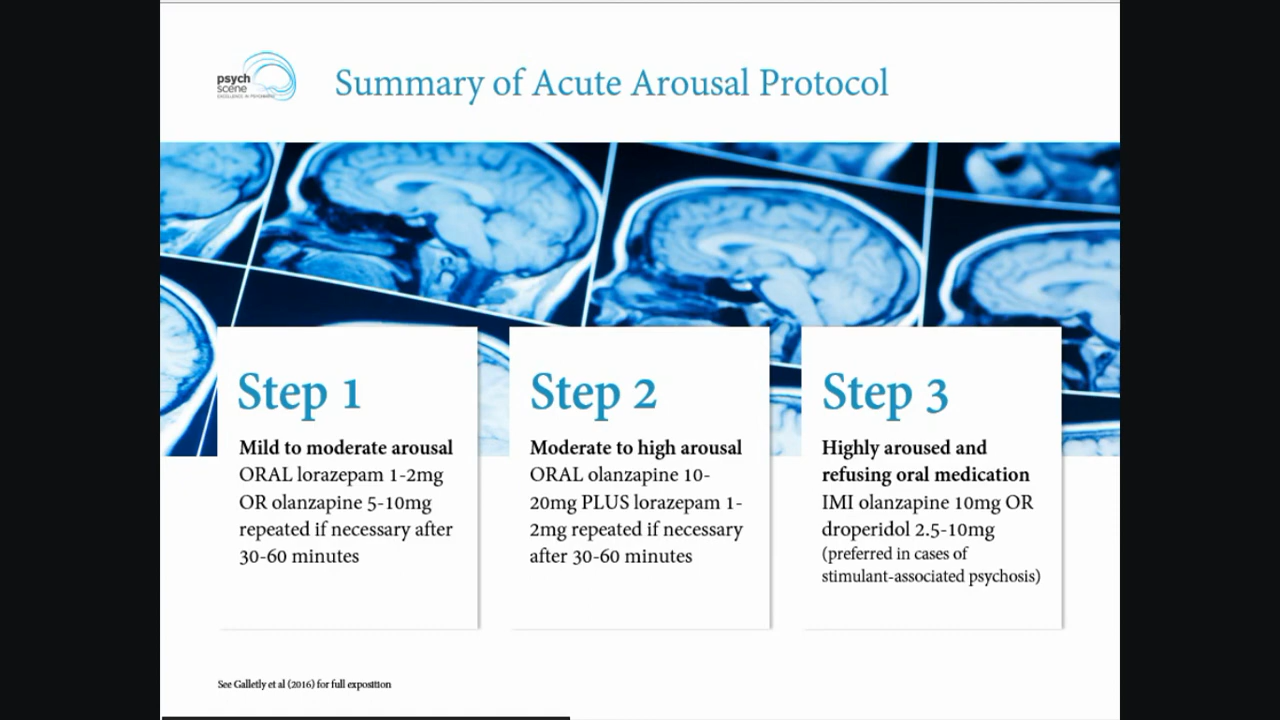 psych
scene
EXCELLENCE IN PSYCHIATRY
Summary of Acute Arousal Protocol
Step 1
Mild to moderate arousal
ORAL lorazepam 1-2mg
OR olanzapine 5-10mg
repeated if necessary after
30-60 minutes
Step 2
Moderate to high arousal
ORAL olanzapine 10-
20mg PLUS lorazepam 1-
2mg repeated if necessary
after 30-60 minutes
Step 3
Highly aroused and
refusing oral medication
IMI olanzapine 10mg OR
droperidol 2.5-10mg
(preferred in cases of
stimulant-associated psychosis)
See Galletly et al (2016) for full exposition